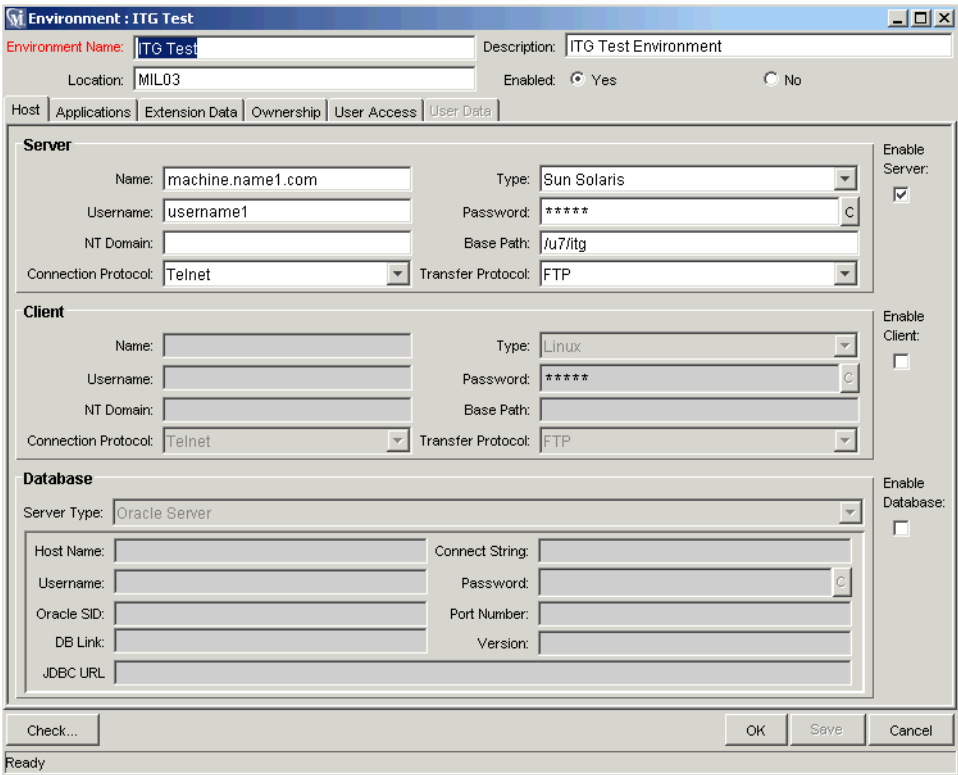 Environment : ITG Test
Environment Name: ITG Test Description: ITG Test Environment
Location: MIL03 Enabled: Yes No
Host Applications Extension Data Ownership User Access User Data
Server Enable
Server:
Name: machine.name1.com Type: Sun Solaris
Username: username1 Password: ***** C
NT Domain: Base Path: /u7/itg
Connection Protocol: Telnet Transfer Protocol: FTP
Client Enable
Client:
Name: Type: Linux
Username: Password: ***** C
NT Domain: Base Path:
Connection Protocol: Telnet Transfer Protocol: FTP
Database Enable
Database:
Server Type: Oracle Server
Host Name: Connect String:
Username: Password: C
Oracle SID: Port Number:
DB Link: Version:
JDBC URL
Check... OK Save Cancel
Ready